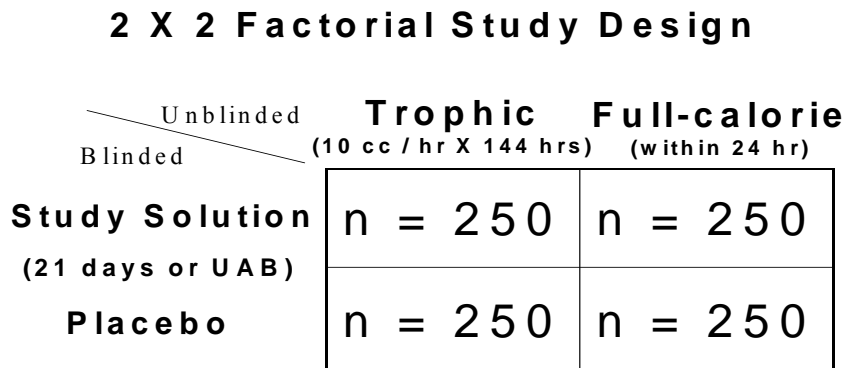 2 X 2 Factorial Study Design
Unblinded Trophic Full-calorie
Blinded (10 cc / hr X 144 hrs) (within 24 hr)
Study Solution n = 250 n = 250
(21 days or UAB)
Placebo n = 250 n = 250